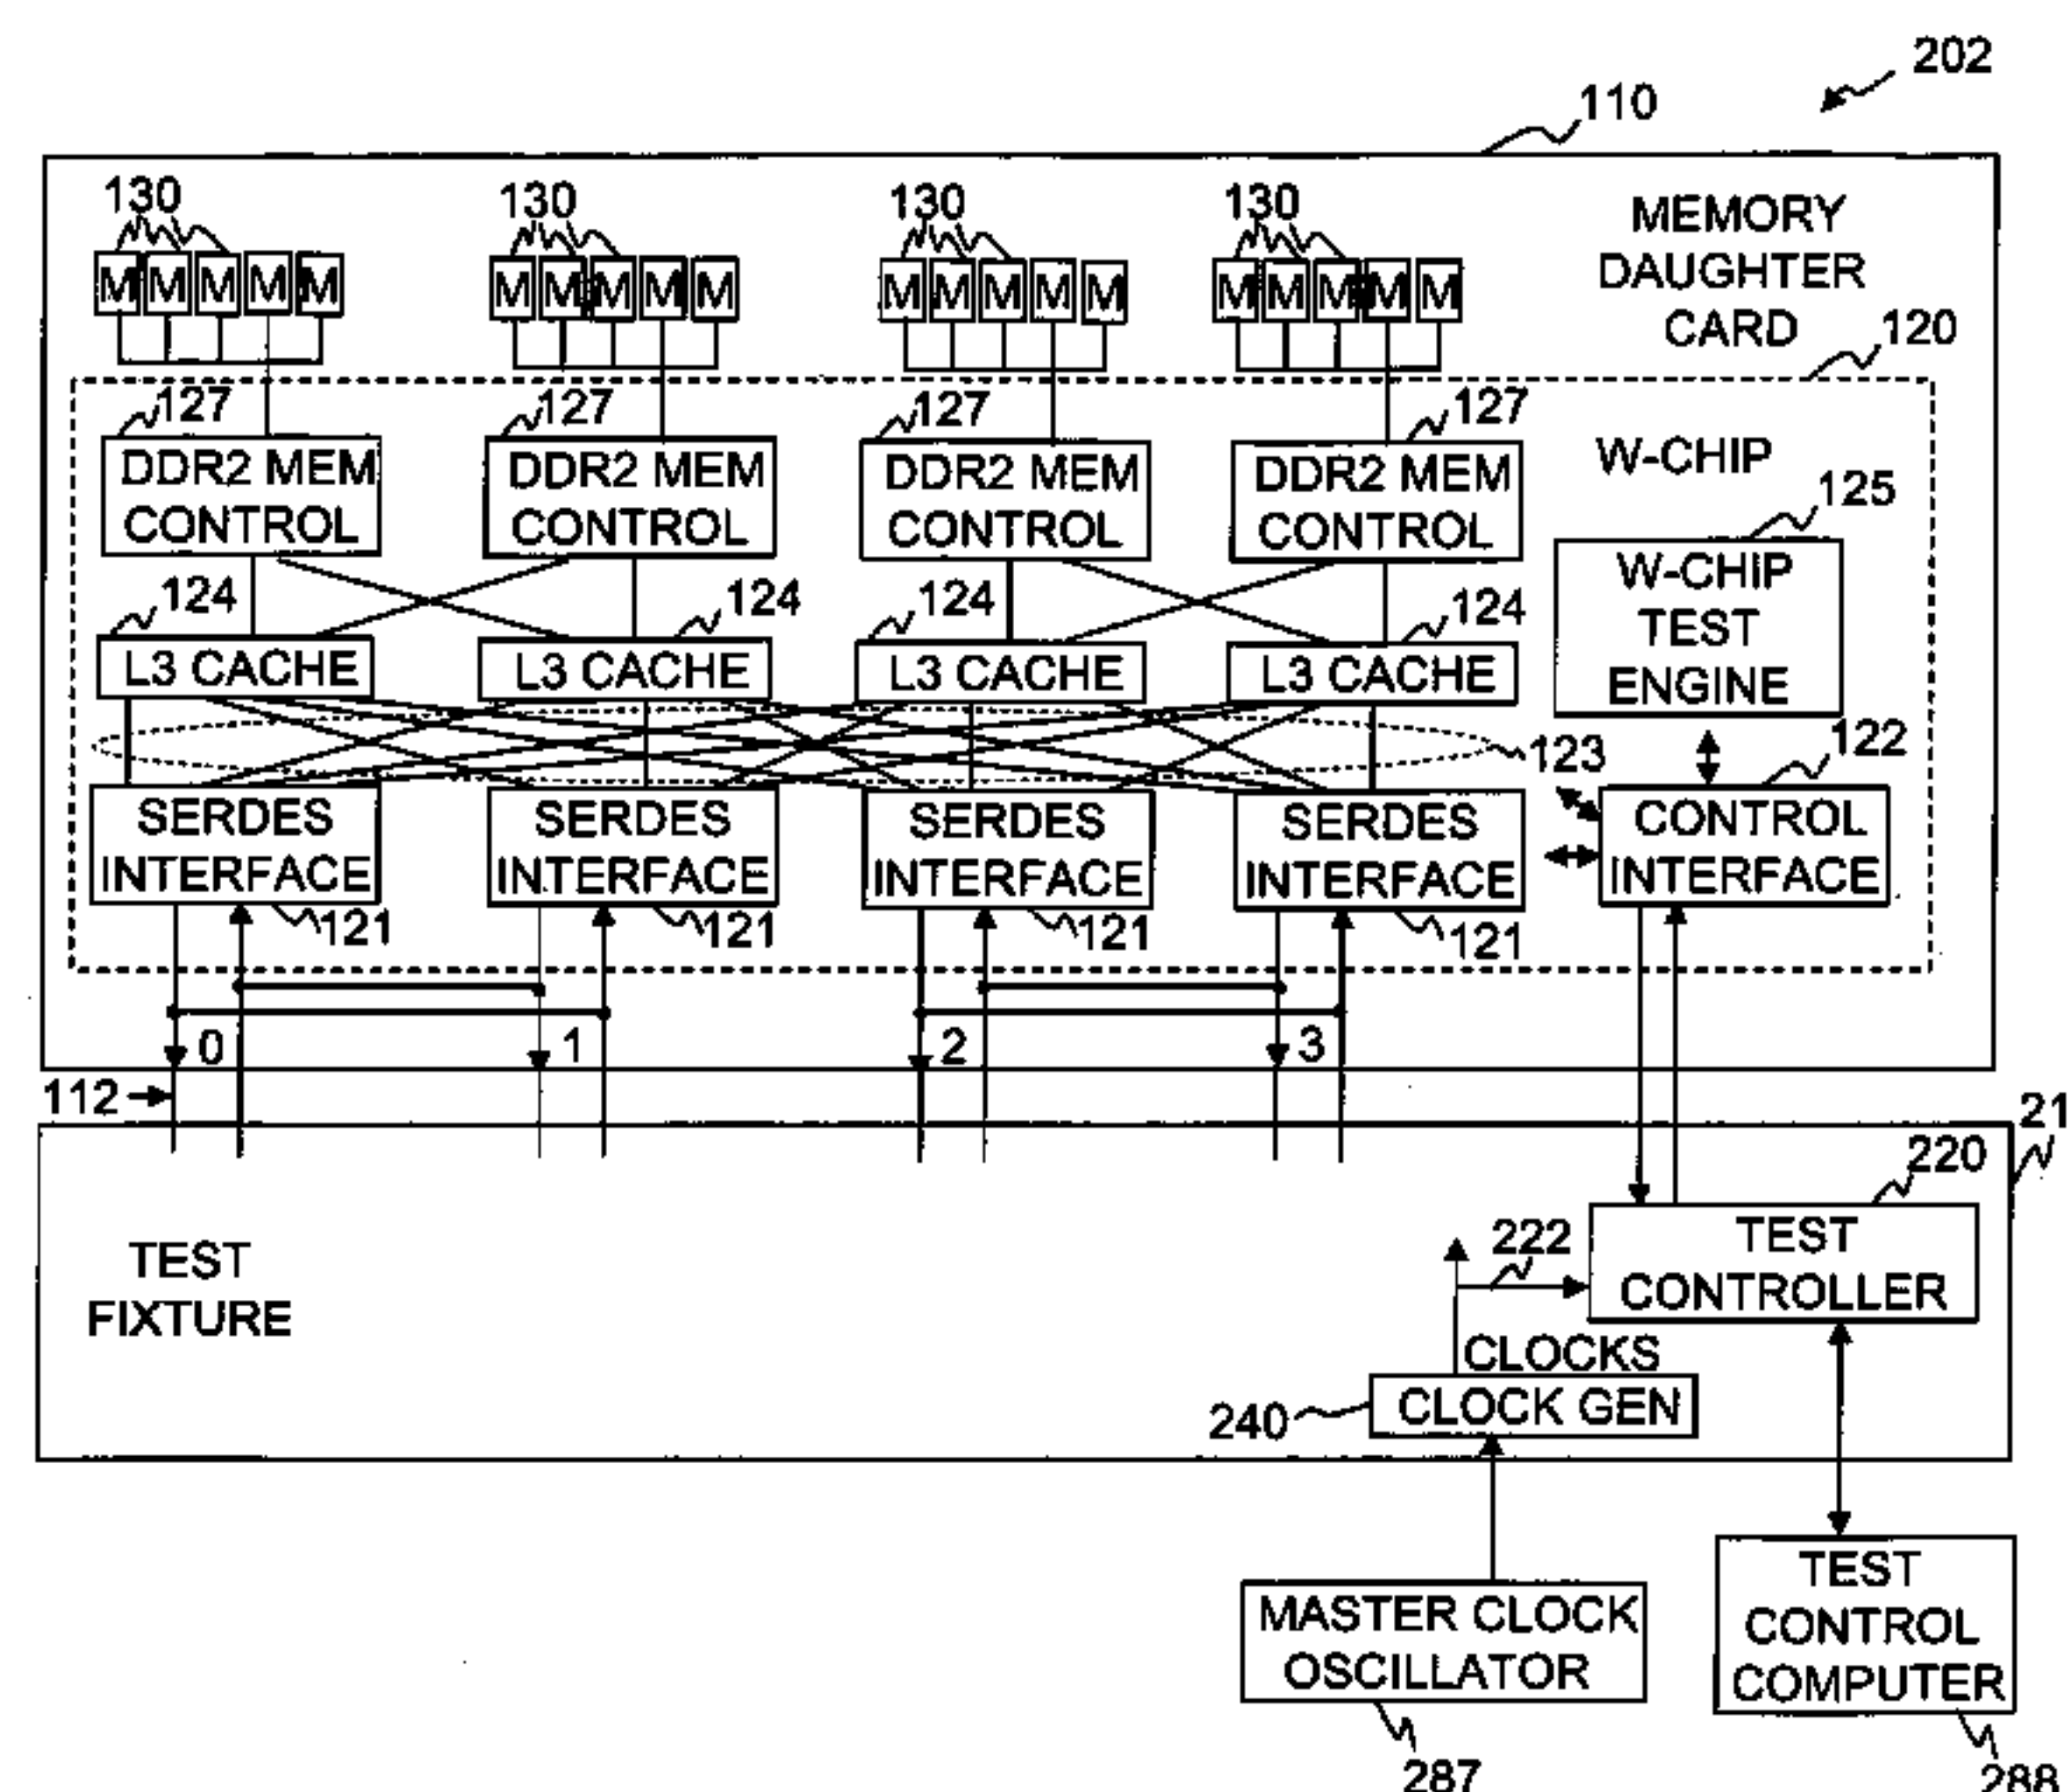 202
110
130 130 130 130
MEMORY
DAUGHTER
CARD
M M M M M M M M M M M M M M M M M M M M
120
127 127 127 127
W-CHIP
DDR2 MEM
CONTROL
DDR2 MEM
CONTROL
DDR2 MEM
CONTROL
DDR2 MEM
CONTROL
125
W-CHIP
TEST
ENGINE
124 124 124 124
L3 CACHE L3 CACHE L3 CACHE L3 CACHE
123
122
SERDES
INTERFACE
SERDES
INTERFACE
SERDES
INTERFACE
SERDES
INTERFACE
CONTROL
INTERFACE
121 121 121 121
0 1 2 3
112
21
220
TEST
FIXTURE
222
TEST
CONTROLLER
CLOCKS
240
CLOCK GEN
MASTER CLOCK
OSCILLATOR
TEST
CONTROL
COMPUTER
287
288